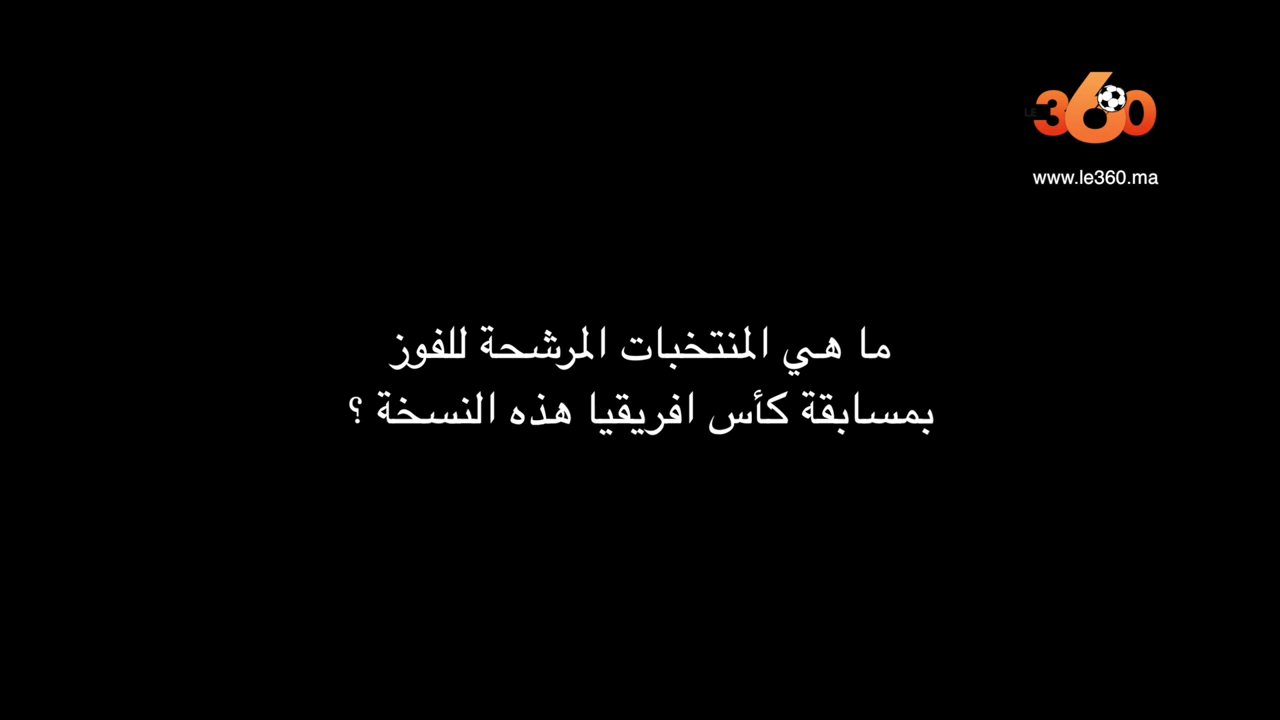 LE
360
www.le360.ma
ما هي المنتخبات المرشحة للفوز
بمسابقة كأس افريقيا هذه النسخة ؟